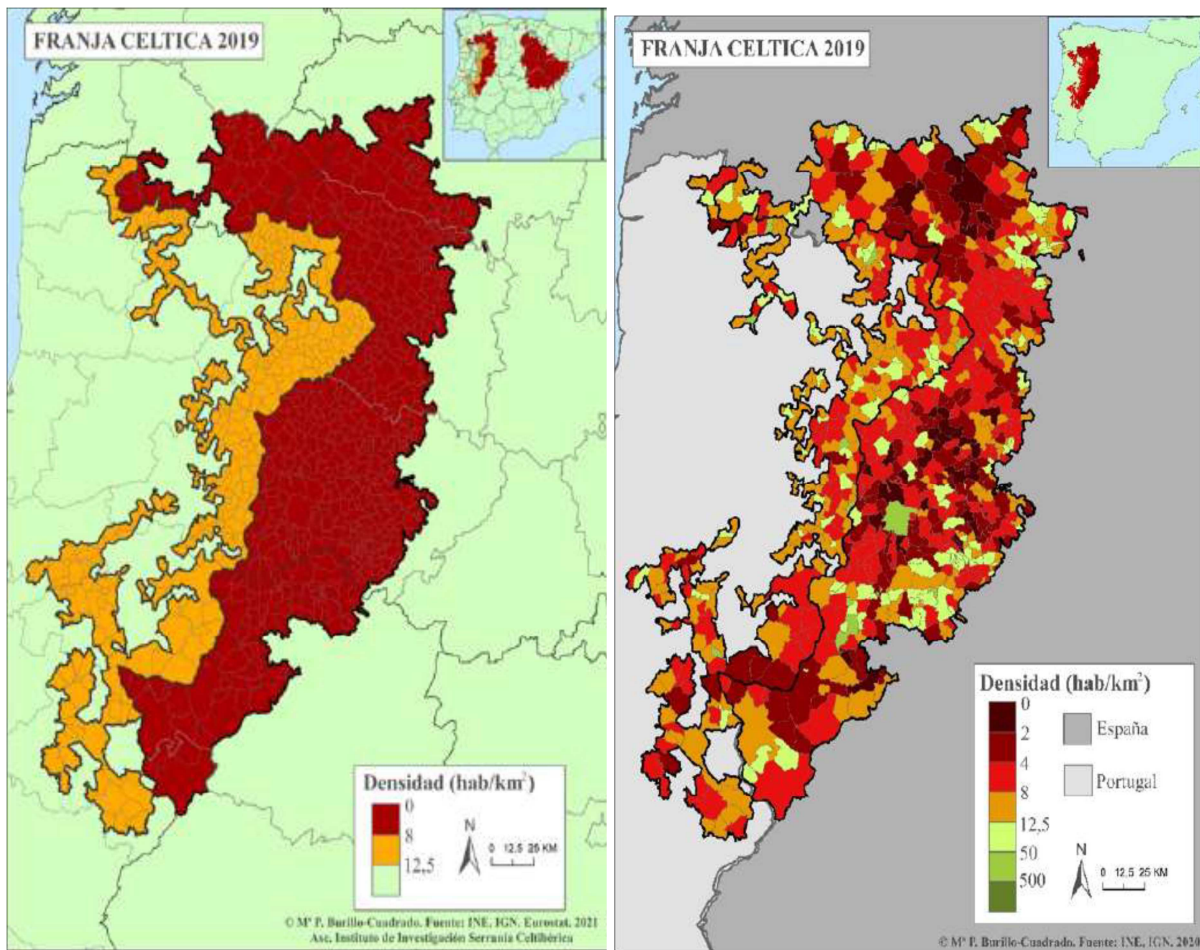 FRANJA CELTICA 2019
Densidad (hab/km²)
0
8
12,5
N
0 12,5 25 KM
© Mª P. Burillo-Cuadrado. Fuente: INE, IGN. Eurostat. 2021
Asc. Instituto de Investigación Serranía Celtibérica
FRANJA CELTICA 2019
Densidad (hab/km²)
0
2
4
8
12,5
50
500
España
Portugal
N
0 12,5 25 KM
© Mª P. Burillo-Cuadrado. Fuente: INE, IGN. 2020